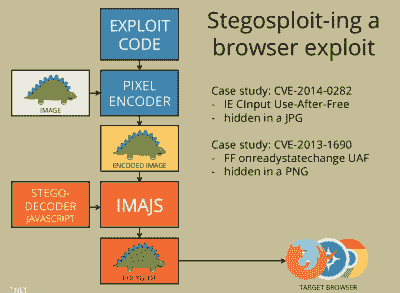 Stegosploit-ing a
browser exploit
EXPLOIT
CODE
IMAGE
PIXEL
ENCODER
ENCODED IMAGE
STEGO-
DECODER
JAVASCRIPT
IMAJS
Case study: CVE-2014-0282
- IE CInput Use-After-Free
- hidden in a JPG
Case study: CVE-2013-1690
- FF onreadystatechange UAF
- hidden in a PNG
TARGET BROWSER